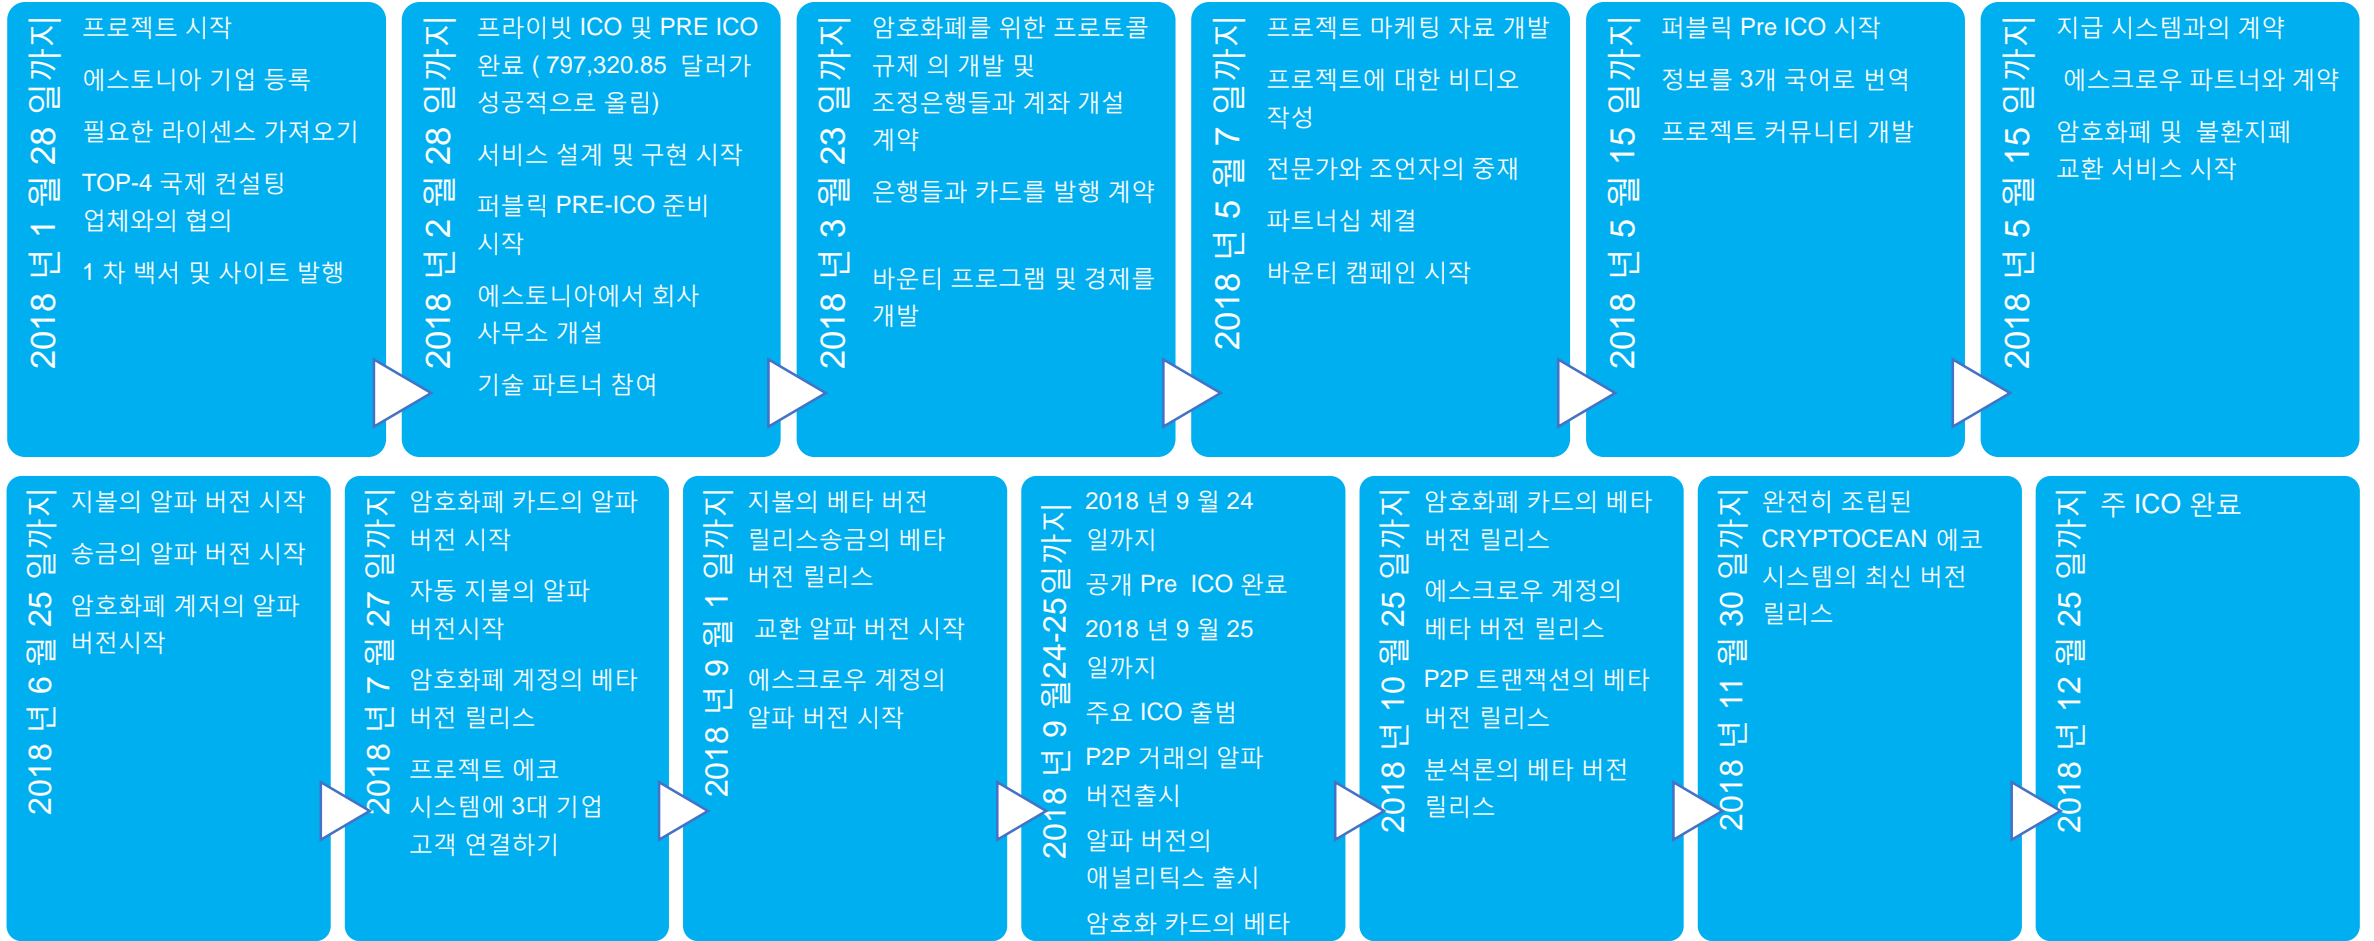 2018 년 1 월 28 일까지
프로젝트 시작
에스토니아 기업 등록
필요한 라이센스 가져오기
TOP-4 국제 컨설팅
업체와의 협의
1 차 백서 및 사이트 발행
2018 년 2 월 28 일까지
프라이빗 ICO 및 PRE ICO
완료 ( 797,320.85 달러가
성공적으로 올림)
서비스 설계 및 구현 시작
퍼블릭 PRE-ICO 준비
시작
에스토니아에서 회사
사무소 개설
기술 파트너 참여
2018 년 3 월 23 일까지
암호화폐를 위한 프로토콜
규제 의 개발 및
조정은행들과 계좌 개설
계약
은행들과 카드를 발행 계약
바운티 프로그램 및 경제를
개발
2018 년 5 월 7 일까지
프로젝트 마케팅 자료 개발
프로젝트에 대한 비디오
작성
전문가와 조언자의 중재
파트너십 체결
바운티 캠페인 시작
2018 년 5 월 15 일까지
퍼블릭 Pre ICO 시작
정보를 3개 국어로 번역
프로젝트 커뮤니티 개발
2018 년 5 월 15 일까지
지급 시스템과의 계약
에스크로우 파트너와 계약
암호화폐 및 불환지폐
교환 서비스 시작
2018 년 6 월 25 일까지
지불의 알파 버전 시작
송금의 알파 버전 시작
암호화폐 계저의 알파
버전시작
2018 년 7 월 27 일까지
암호화폐 카드의 알파
버전 시작
자동 지불의 알파
버전시작
암호화폐 계정의 베타
버전 릴리스
프로젝트 에코
시스템에 3대 기업
고객 연결하기
2018 년 9 월 1 일까지
지불의 베타 버전
릴리스송금의 베타
버전 릴리스
교환 알파 버전 시작
에스크로우 계정의
알파 버전 시작
2018 년 9 월24-25일까지
2018 년 9 월 24
일까지
공개 Pre ICO 완료
2018 년 9 월 25
일까지
주요 ICO 출범
P2P 거래의 알파
버전출시
알파 버전의
애널리틱스 출시
암호화 카드의 베타
2018 년 10 월 25 일까지
암호화폐 카드의 베타
버전 릴리스
에스크로우 계정의
베타 버전 릴리스
P2P 트랜잭션의 베타
버전 릴리스
분석론의 베타 버전
릴리스
2018 년 11 월 30 일까지
완전히 조립된
CRYPTOCEAN 에코
시스템의 최신 버전
릴리스
2018 년 12 월 25 일까지
주 ICO 완료